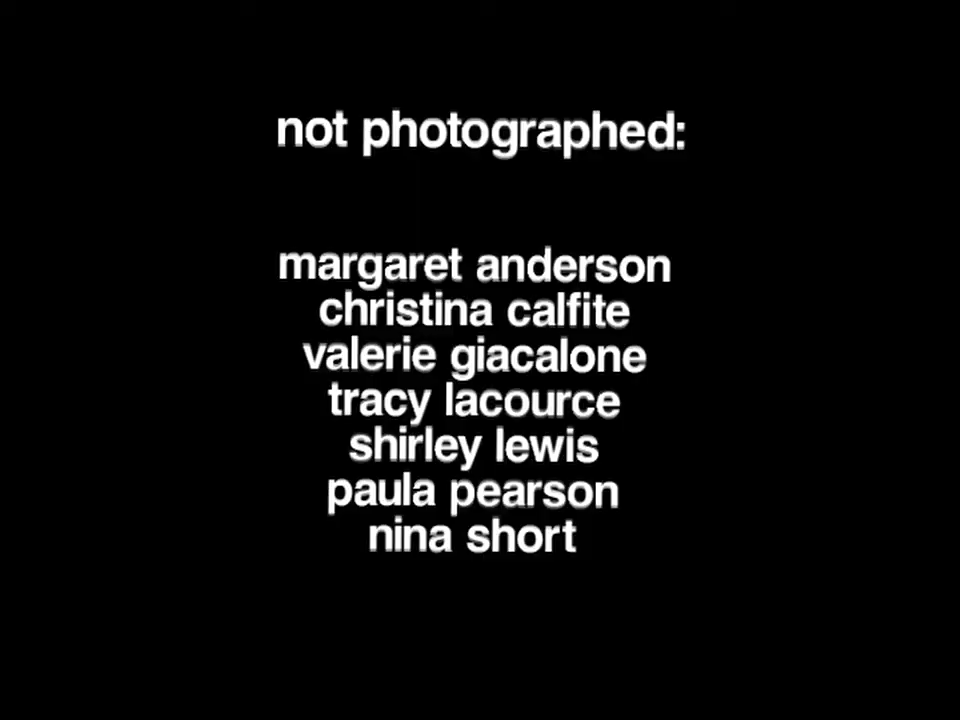 not photographed:
margaret anderson
christina calfite
valerie giacalone
tracy lacource
shirley lewis
paula pearson
nina short